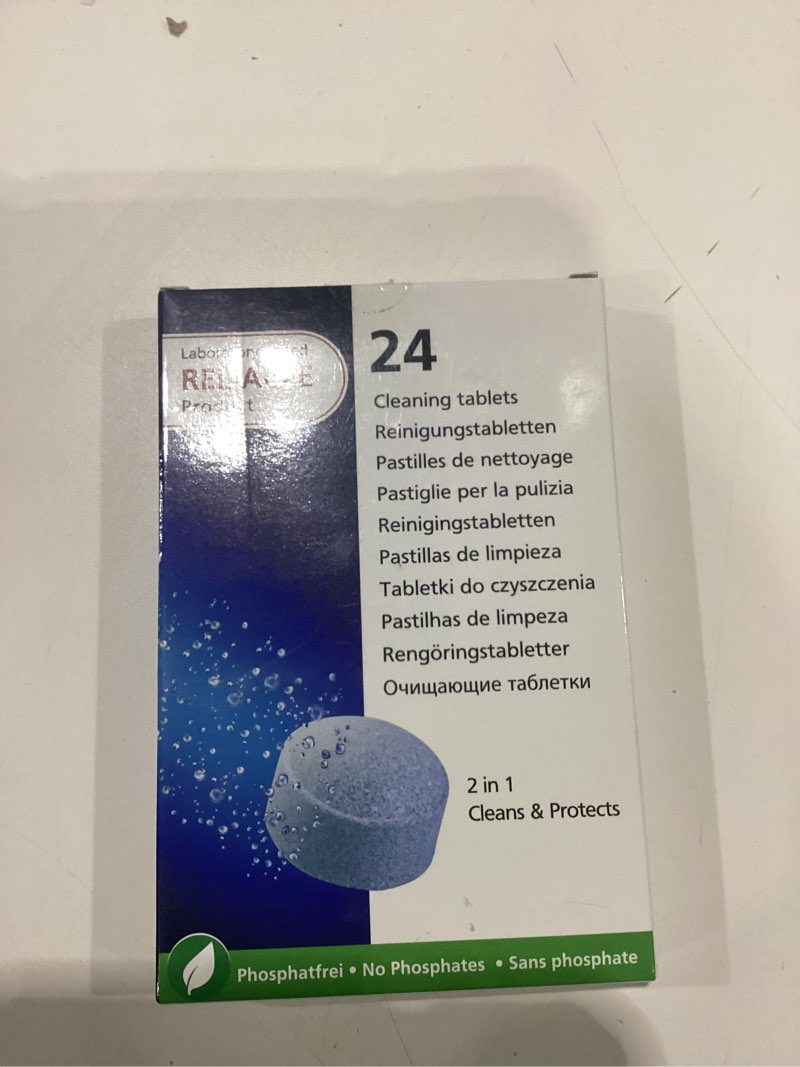 24
Cleaning tablets
Reinigungstabletten
Pastilles de nettoyage
Pastiglie per la pulizia
Reinigingstabletten
Pastillas de limpieza
Tabletki do czyszczenia
Pastilhas de limpeza
Rengöringstabletter
Очищающие таблетки
2 in 1
Cleans & Protects
Phosphatfrei • No Phosphates • Sans phosphate